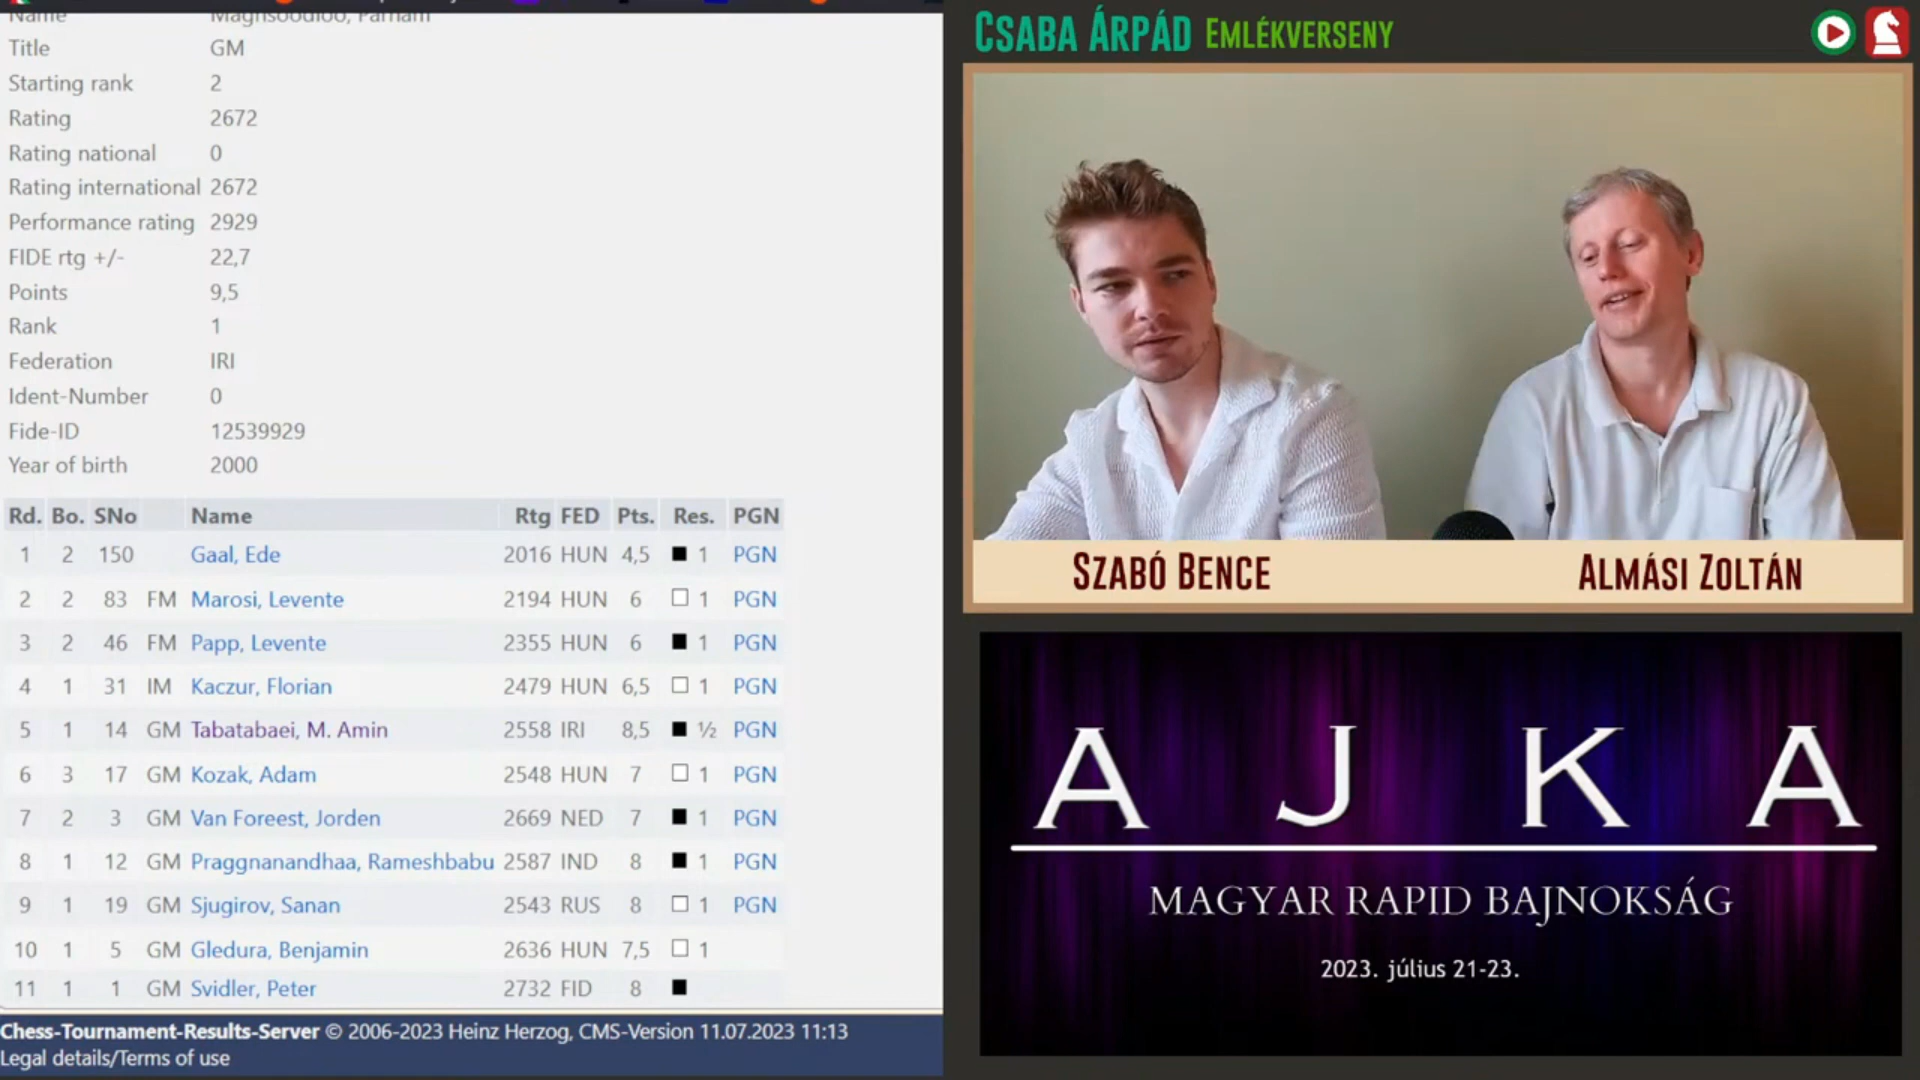 Name Maghsoodloo, Parham
Title GM
Starting rank 2
Rating 2672
Rating national 0
Rating international 2672
Performance rating 2929
FIDE rtg +/- 22,7
Points 9,5
Rank 1
Federation IRI
Ident-Number 0
Fide-ID 12539929
Year of birth 2000
Rd. Bo. SNo Name Rtg FED Pts. Res. PGN
1 2 150 Gaal, Ede 2016 HUN 4,5 1 PGN
2 2 83 FM Marosi, Levente 2194 HUN 6 1 PGN
3 2 46 FM Papp, Levente 2355 HUN 6 1 PGN
4 1 31 IM Kaczur, Florian 2479 HUN 6,5 1 PGN
5 1 14 GM Tabatabaei, M. Amin 2558 IRI 8,5 ½ PGN
6 3 17 GM Kozak, Adam 2548 HUN 7 1 PGN
7 2 3 GM Van Foreest, Jorden 2669 NED 7 1 PGN
8 1 12 GM Praggnanandhaa, Rameshbabu 2587 IND 8 1 PGN
9 1 19 GM Sjugirov, Sanan 2543 RUS 8 1 PGN
10 1 5 GM Gledura, Benjamin 2636 HUN 7,5 1
11 1 1 GM Svidler, Peter 2732 FID 8
Chess-Tournament-Results-Server © 2006-2023 Heinz Herzog, CMS-Version 11.07.2023 11:13
Legal details/Terms of use
CSABA ÁRPÁD EMLÉKVERSENY
SZABÓ BENCE
ALMÁSI ZOLTÁN
AJKA
MAGYAR RAPID BAJNOKSÁG
2023. július 21-23.